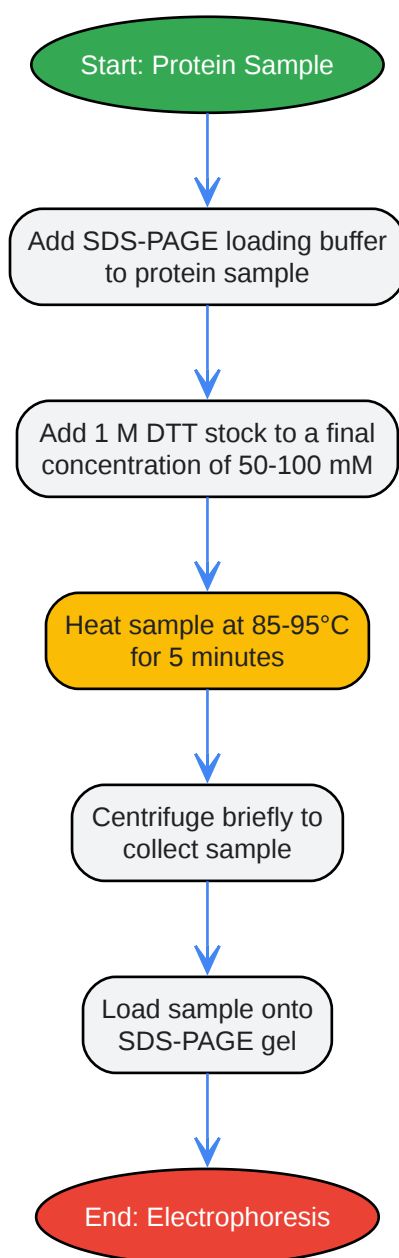 Start: Protein Sample
Add SDS-PAGE loading buffer
to protein sample
Add 1 M DTT stock to a final
concentration of 50-100 mM
Heat sample at 85-95°C
for 5 minutes
Centrifuge briefly to
collect sample
Load sample onto
SDS-PAGE gel
End: Electrophoresis